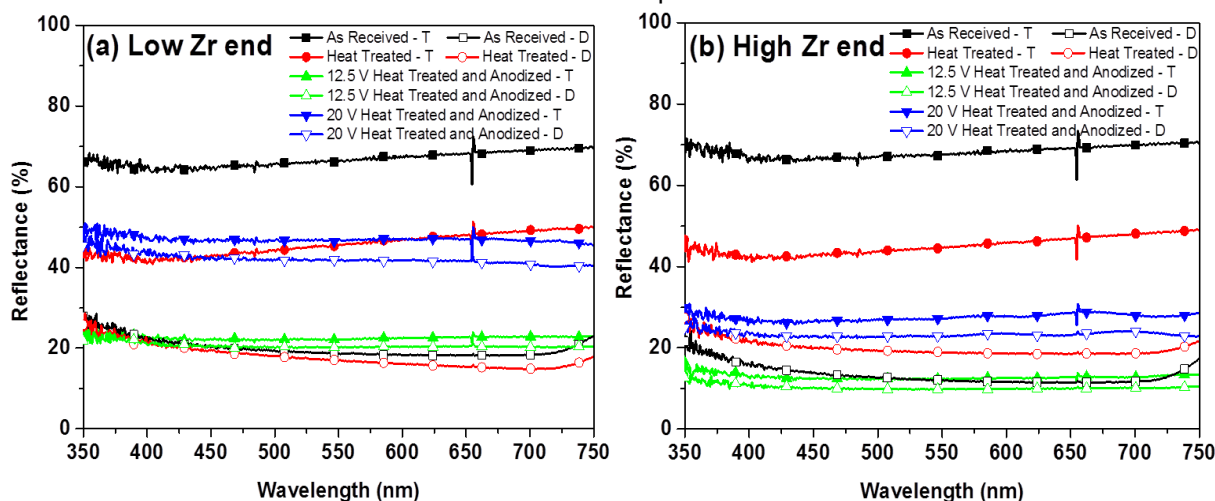 (a) Low Zr end
As Received - T
As Received - D
Heat Treated - T
Heat Treated - D
12.5 V Heat Treated and Anodized - T
12.5 V Heat Treated and Anodized - D
20 V Heat Treated and Anodized - T
20 V Heat Treated and Anodized - D
Reflectance (%)
100
80
60
40
20
0
350 400 450 500 550 600 650 700 750
Wavelength (nm)
(b) High Zr end
As Received - T
As Received - D
Heat Treated - T
Heat Treated - D
12.5 V Heat Treated and Anodized - T
12.5 V Heat Treated and Anodized - D
20 V Heat Treated and Anodized - T
20 V Heat Treated and Anodized - D
Reflectance (%)
100
80
60
40
20
0
350 400 450 500 550 600 650 700 750
Wavelength (nm)